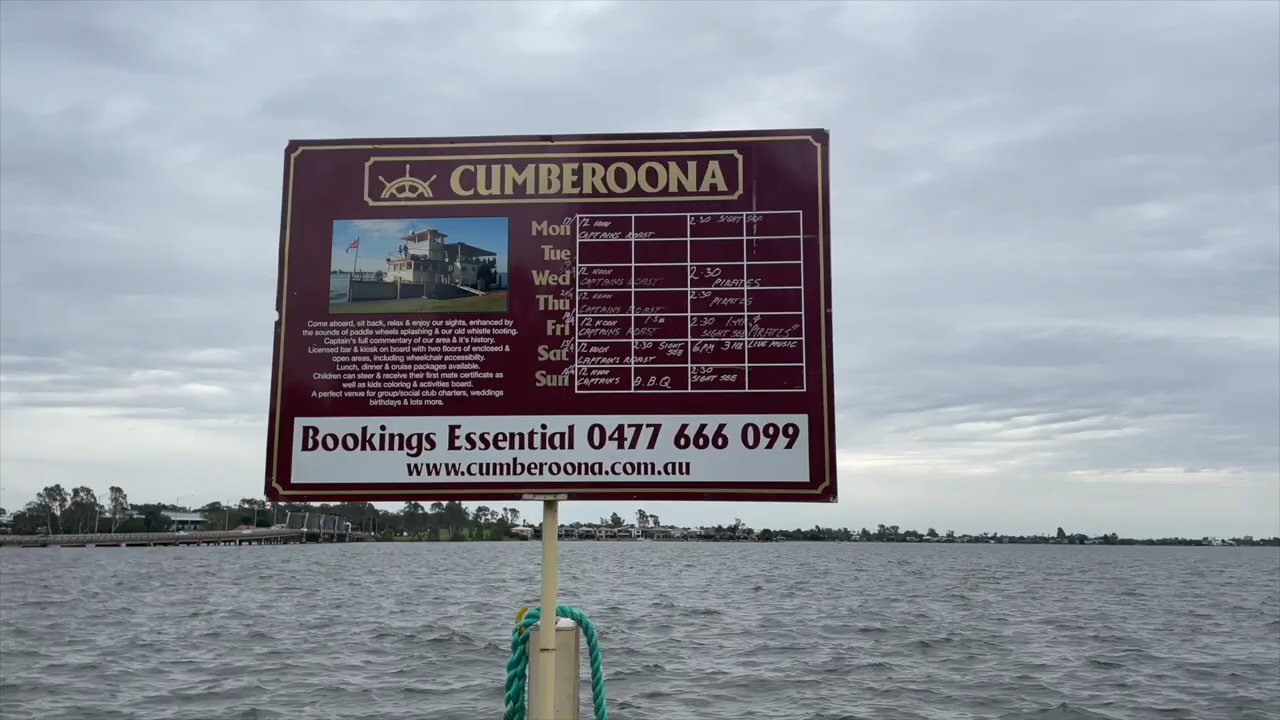 CUMBEROONA
Come aboard, sit back, relax & enjoy our sights, enhanced by
the sounds of paddle wheels splashing & our old whistle tooting.
Captain's full commentary of our area & it's history.
Licensed bar & kiosk on board with two floors of enclosed &
open areas, including wheelchair accessibility.
Lunch, dinner & cruise packages available.
Children can steer & receive their first mate certificate as
well as kids coloring & activities board.
A perfect venue for group/social club charters, weddings
birthdays & lots more.
Mon 12 NOON 2.30 SIGHT SEE
CAPTAINS ROAST
Tue
Wed 12 NOON 2-30
CAPTAINS ROAST PIRATES
Thu 12 NOON 2-30
CAPTAINS ROAST PIRATES
Fri 12 NOON 2.30
CAPTAINS ROAST SIGHT SEE "PIRATES"
Sat 12 NOON 2.30 SIGHT SEE 6PM 3HR LIVE MUSIC
CAPTAINS ROAST
Sun 12 NOON 2.30
CAPTAINS B.B.Q SIGHT SEE
Bookings Essential 0477 666 099
www.cumberoona.com.au